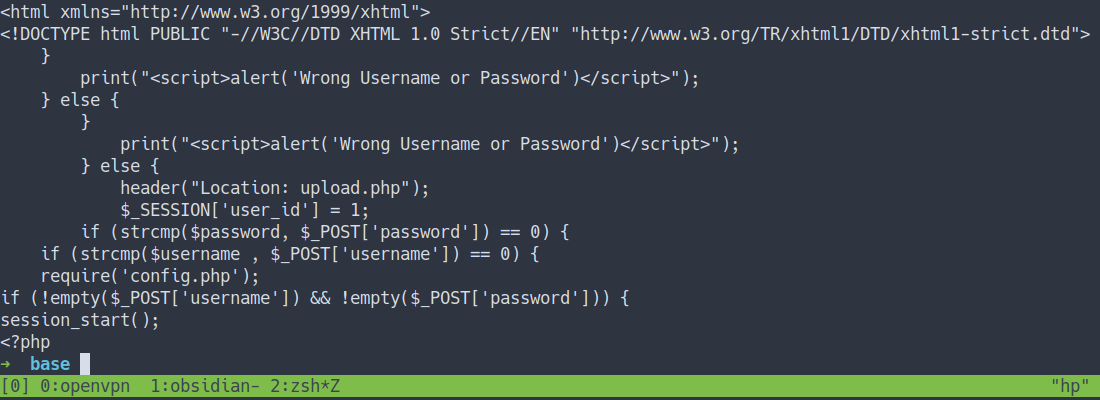 <html xmlns="http://www.w3.org/1999/xhtml">
<!DOCTYPE html PUBLIC "-//W3C//DTD XHTML 1.0 Strict//EN" "http://www.w3.org/TR/xhtml1/DTD/xhtml1-strict.dtd">
    }
        print("<script>alert('Wrong Username or Password')</script>");
    } else {
        }
            print("<script>alert('Wrong Username or Password')</script>");
        } else {
            header("Location: upload.php");
            $_SESSION['user_id'] = 1;
        if (strcmp($password, $_POST['password']) == 0) {
    if (strcmp($username , $_POST['username']) == 0) {
    require('config.php');
if (!empty($_POST['username']) && !empty($_POST['password'])) {
session_start();
<?php
→  base
[0] 0:openvpn  1:obsidian- 2:zsh*Z "hp"